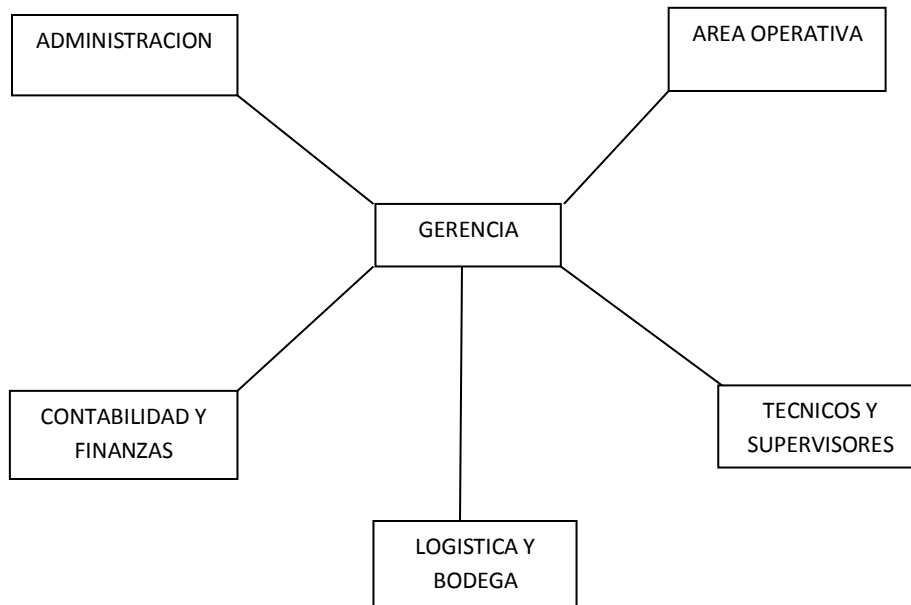 ADMINISTRACION
AREA OPERATIVA
GERENCIA
CONTABILIDAD Y
FINANZAS
TECNICOS Y
SUPERVISORES
LOGISTICA Y
BODEGA